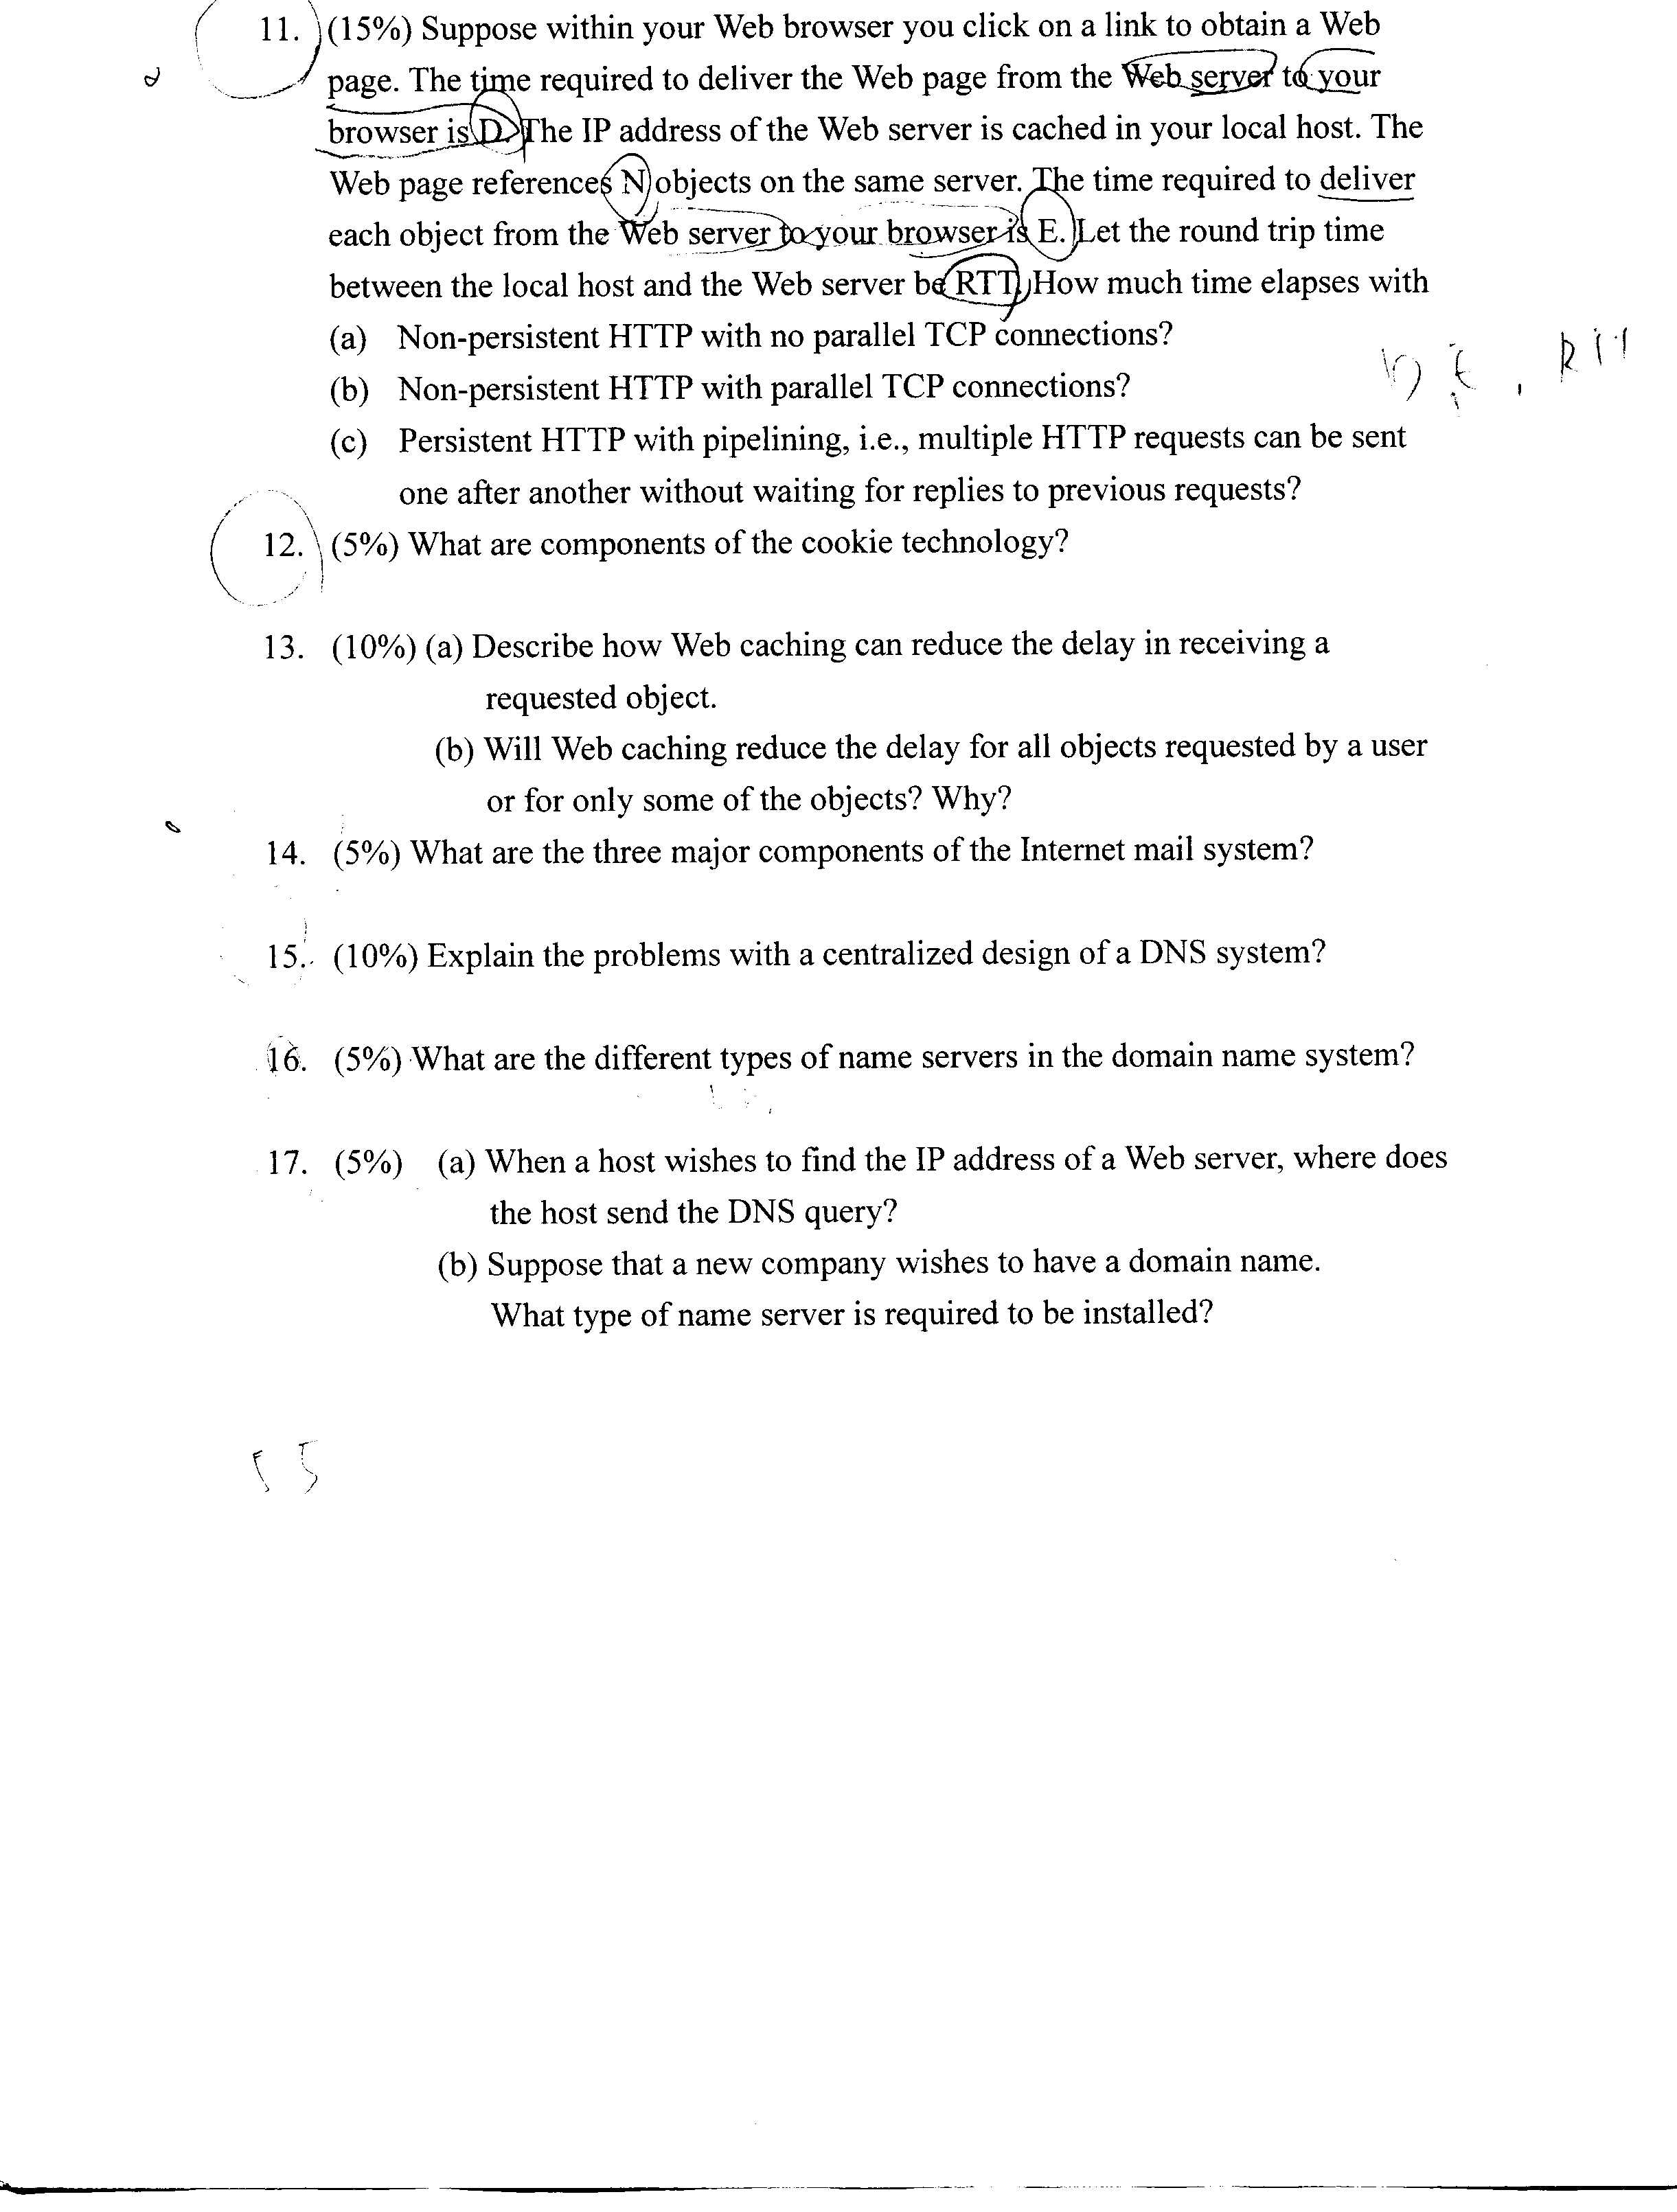 11. (15%) Suppose within your Web browser you click on a link to obtain a Web
page. The time required to deliver the Web page from the Web server to your
browser is D. The IP address of the Web server is cached in your local host. The
Web page references N objects on the same server. The time required to deliver
each object from the Web server to your browser is E. Let the round trip time
between the local host and the Web server be RTT. How much time elapses with
(a) Non-persistent HTTP with no parallel TCP connections?
(b) Non-persistent HTTP with parallel TCP connections?
(c) Persistent HTTP with pipelining, i.e., multiple HTTP requests can be sent
one after another without waiting for replies to previous requests?
12. (5%) What are components of the cookie technology?
13. (10%) (a) Describe how Web caching can reduce the delay in receiving a
requested object.
(b) Will Web caching reduce the delay for all objects requested by a user
or for only some of the objects? Why?
14. (5%) What are the three major components of the Internet mail system?
15. (10%) Explain the problems with a centralized design of a DNS system?
16. (5%) What are the different types of name servers in the domain name system?
17. (5%) (a) When a host wishes to find the IP address of a Web server, where does
the host send the DNS query?
(b) Suppose that a new company wishes to have a domain name.
What type of name server is required to be installed?